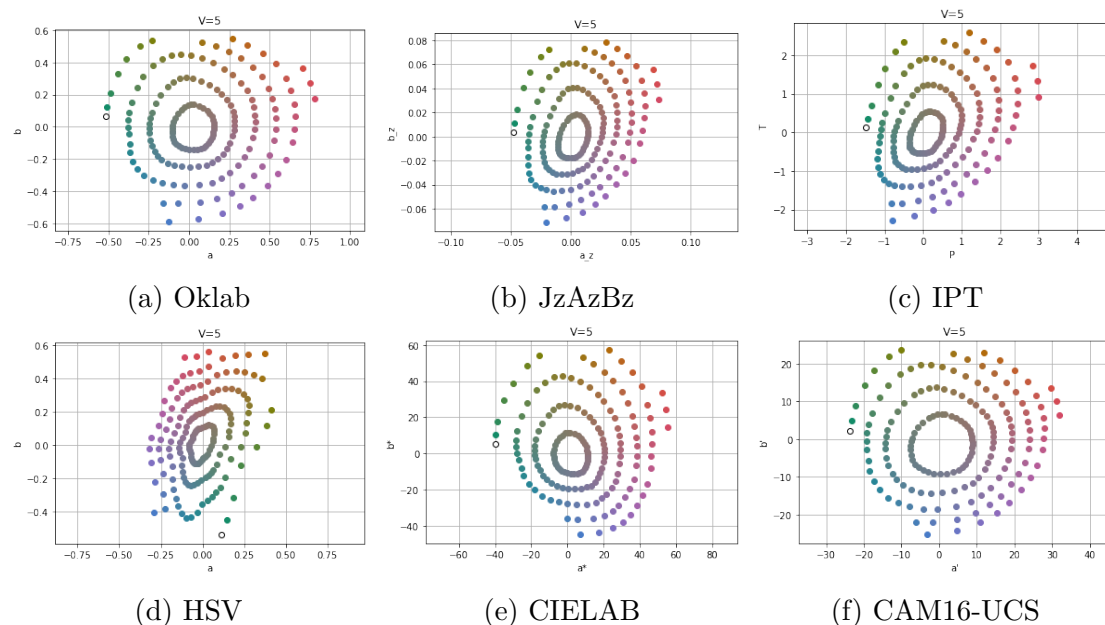 V=5
0.6
0.4
0.2
0.0
−0.2
−0.4
−0.6
b
−0.75 −0.50 −0.25 0.00 0.25 0.50 0.75 1.00
a
(a) Oklab
V=5
0.08
0.06
0.04
0.02
0.00
−0.02
−0.04
−0.06
b_z
−0.10 −0.05 0.00 0.05 0.10
a_z
(b) JzAzBz
V=5
2
1
0
−1
−2
T
−3 −2 −1 0 1 2 3 4
P
(c) IPT
V=5
0.6
0.4
0.2
0.0
−0.2
−0.4
b
−0.75 −0.50 −0.25 0.00 0.25 0.50 0.75
a
(d) HSV
V=5
60
40
20
0
−20
−40
b*
−60 −40 −20 0 20 40 60 80
a*
(e) CIELAB
V=5
20
10
0
−10
−20
b'
−30 −20 −10 0 10 20 30 40
a'
(f) CAM16-UCS